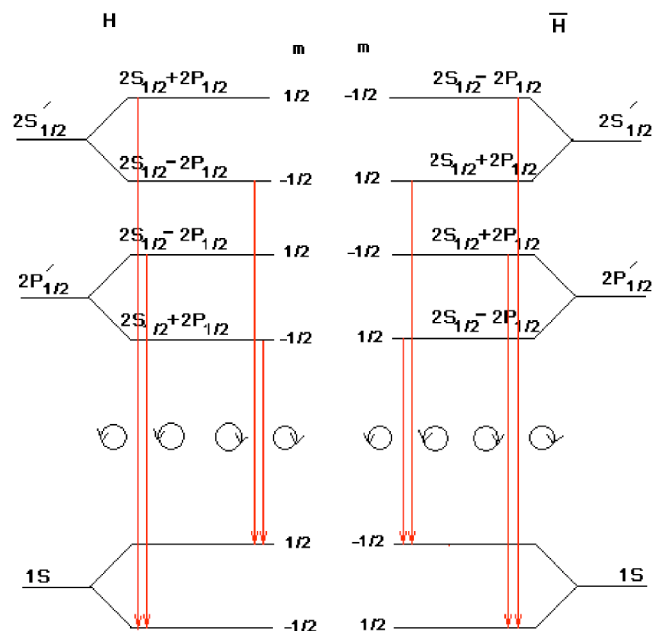 H H̅
m m
2S1/2+2P1/2 1/2 -1/2 2S1/2− 2P1/2
2S′1/2 2S′1/2
2S1/2− 2P1/2 -1/2 1/2 2S1/2+2P1/2
2S1/2− 2P1/2 1/2 -1/2 2S1/2+2P1/2
2P′1/2 2P′1/2
2S1/2+2P1/2 -1/2 1/2 2S1/2− 2P1/2
1/2 -1/2
1S 1S
-1/2 1/2